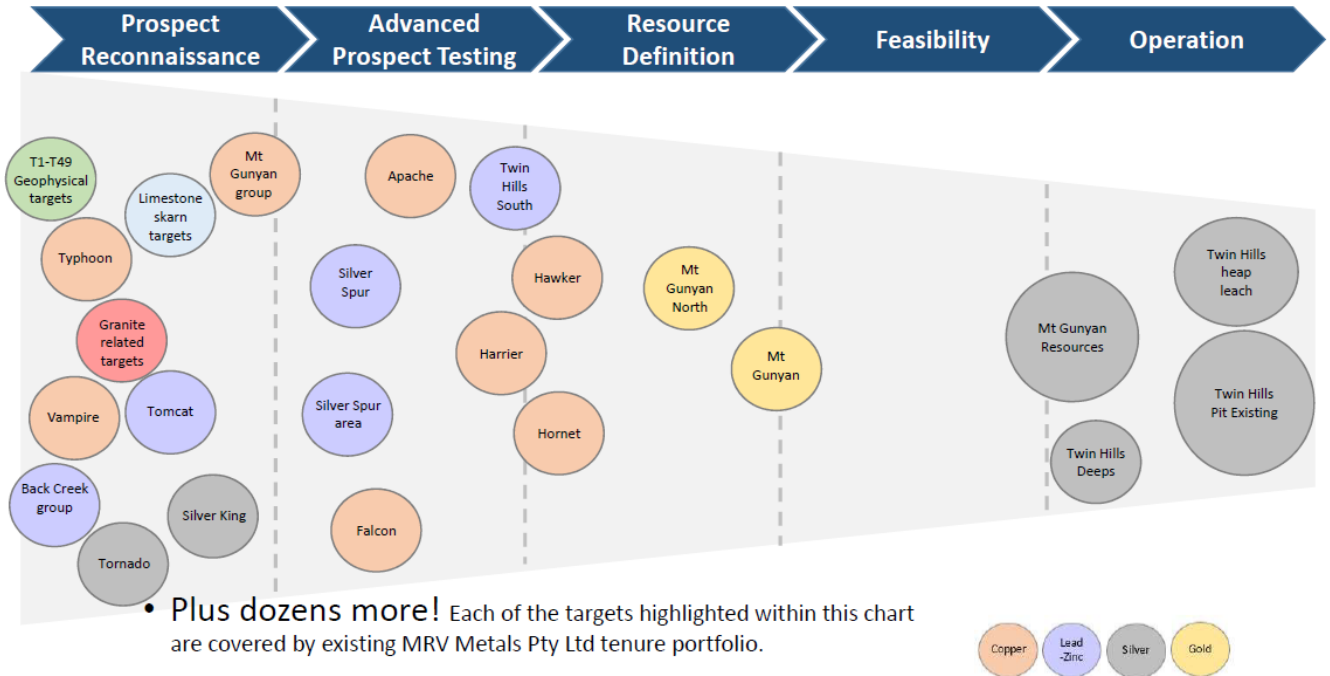 Prospect
Reconnaissance
Advanced
Prospect Testing
Resource
Definition
Feasibility
Operation
T1-T49
Geophysical
targets
Limestone
skarn
targets
Mt
Gunyan
group
Typhoon
Granite
related
targets
Vampire
Tomcat
Back Creek
group
Silver King
Tornado
Apache
Twin
Hills
South
Silver
Spur
Hawker
Harrier
Silver Spur
area
Hornet
Falcon
Mt
Gunyan
North
Mt
Gunyan
Twin Hills
heap
leach
Mt Gunyan
Resources
Twin Hills
Pit Existing
Twin Hills
Deeps
• Plus dozens more! Each of the targets highlighted within this chart
are covered by existing MRV Metals Pty Ltd tenure portfolio.
Copper
Lead
-Zinc
Silver
Gold